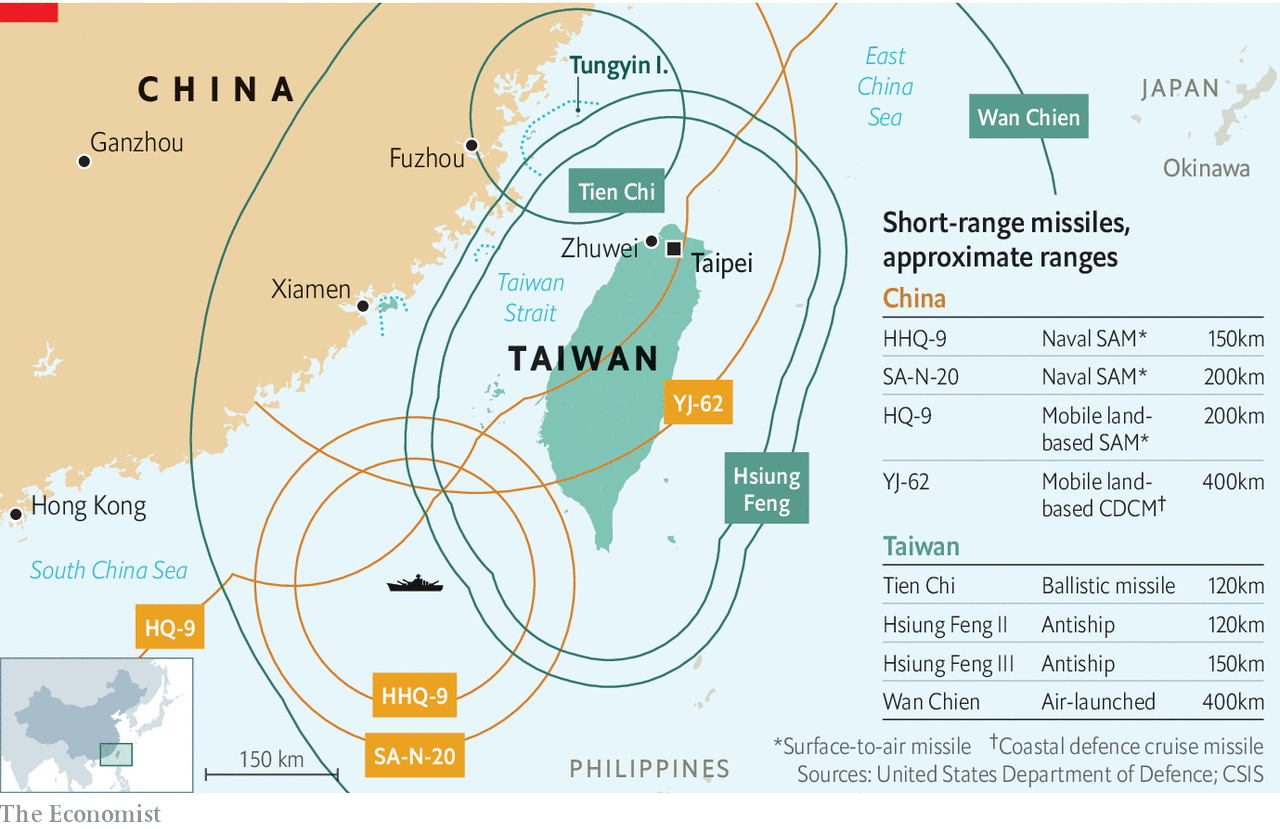 CHINA
Ganzhou
Fuzhou
Tungyin I.
East
China
Sea
Wan Chien
JAPAN
Okinawa
Tien Chi
Zhuwei
Taipei
Xiamen
Taiwan
Strait
TAIWAN
YJ-62
Hsiung
Feng
Hong Kong
South China Sea
HQ-9
HHQ-9
SA-N-20
150 km
PHILIPPINES
Short-range missiles,
approximate ranges
China
HHQ-9 Naval SAM* 150km
SA-N-20 Naval SAM* 200km
HQ-9 Mobile land- 200km
based SAM*
YJ-62 Mobile land- 400km
based CDCM†
Taiwan
Tien Chi Ballistic missile 120km
Hsiung Feng II Antiship 120km
Hsiung Feng III Antiship 150km
Wan Chien Air-launched 400km
*Surface-to-air missile †Coastal defence cruise missile
Sources: United States Department of Defence; CSIS
The Economist